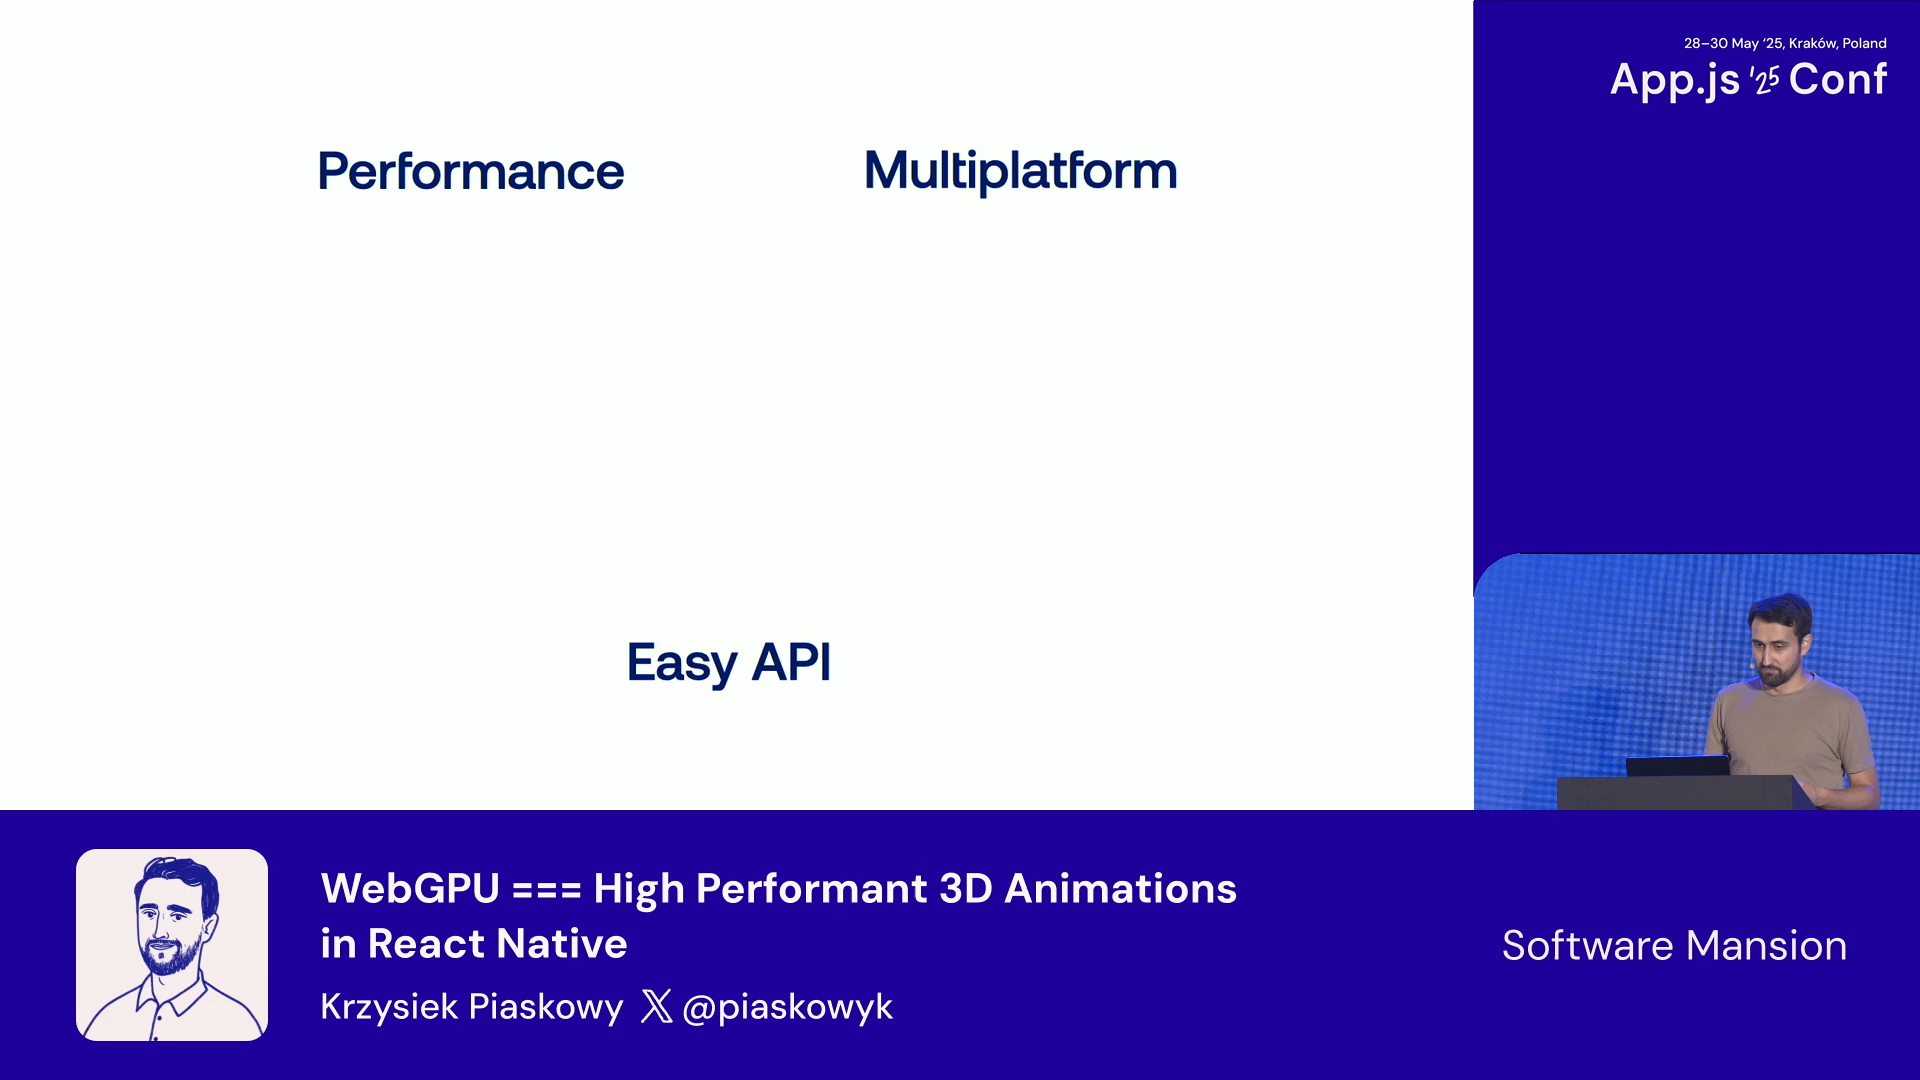 Performance
Multiplatform
Easy API
28–30 May ‘25, Kraków, Poland
App.js '25 Conf
WebGPU === High Performant 3D Animations
in React Native
Krzysiek Piaskowy 𝕏 @piaskowyk
Software Mansion